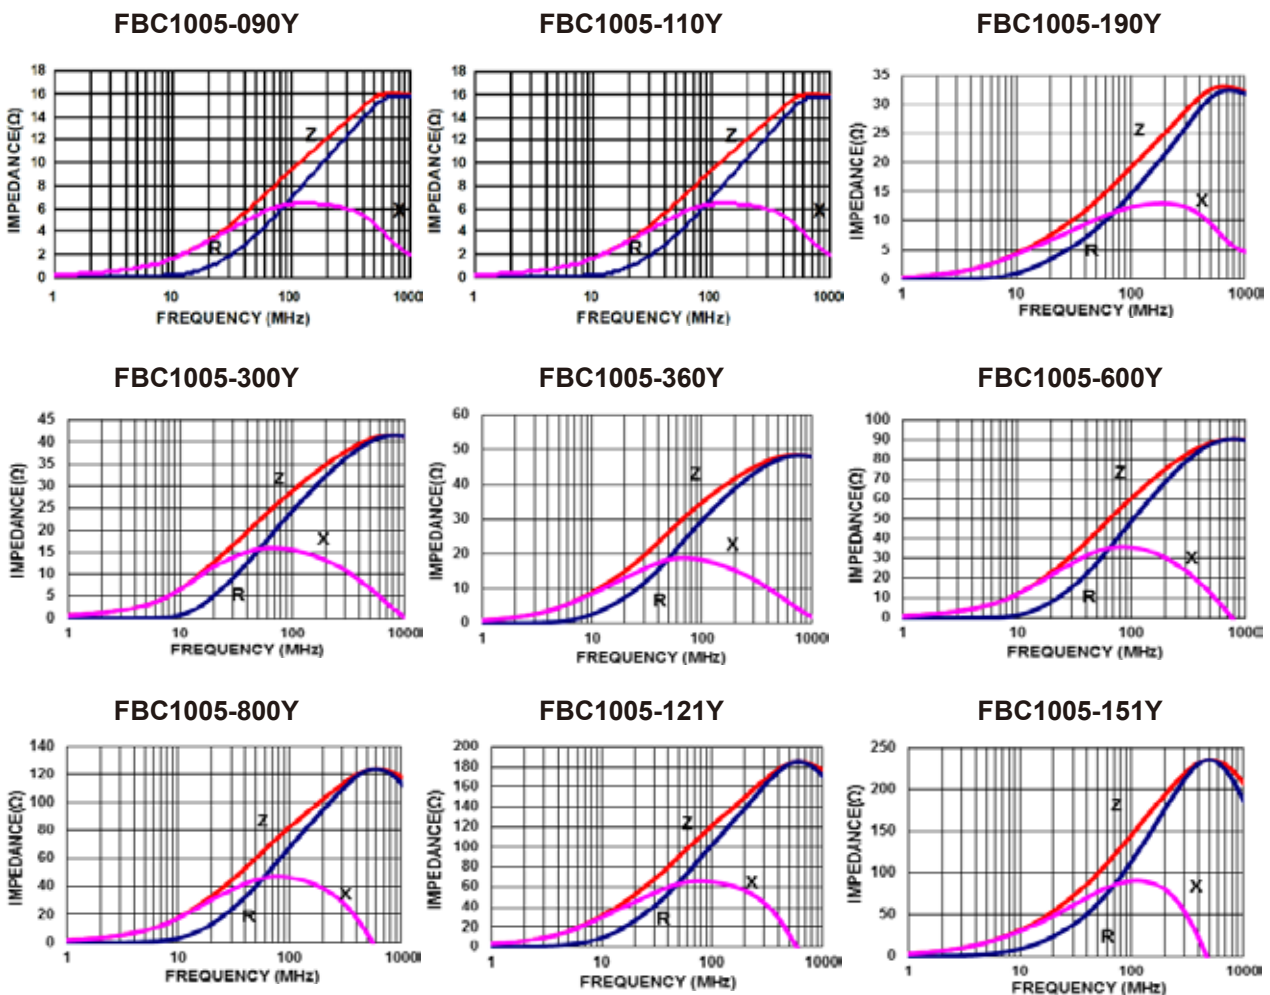 FBC1005-090Y
FBC1005-110Y
FBC1005-190Y
IMPEDANCE(Ω)
18
16
14
12
10
8
6
4
2
0
Z
R
X
1 10 100 1000
FREQUENCY (MHz)
IMPEDANCE(Ω)
18
16
14
12
10
8
6
4
2
0
Z
R
X
1 10 100 1000
FREQUENCY (MHz)
IMPEDANCE(Ω)
35
30
25
20
15
10
5
0
Z
X
R
1 10 100 1000
FREQUENCY (MHz)
FBC1005-300Y
FBC1005-360Y
FBC1005-600Y
IMPEDANCE(Ω)
45
40
35
30
25
20
15
10
5
0
Z
X
R
1 10 100 1000
FREQUENCY (MHz)
IMPEDANCE(Ω)
60
50
40
30
20
10
0
Z
X
R
1 10 100 1000
FREQUENCY (MHz)
IMPEDANCE(Ω)
100
90
80
70
60
50
40
30
20
10
0
Z
X
R
1 10 100 1000
FREQUENCY (MHz)
FBC1005-800Y
FBC1005-121Y
FBC1005-151Y
IMPEDANCE(Ω)
140
120
100
80
60
40
20
0
Z
X
R
1 10 100 1000
FREQUENCY (MHz)
IMPEDANCE(Ω)
200
180
160
140
120
100
80
60
40
20
0
Z
X
R
1 10 100 1000
FREQUENCY (MHz)
IMPEDANCE(Ω)
250
200
150
100
50
0
Z
X
R
1 10 100 1000
FREQUENCY (MHz)